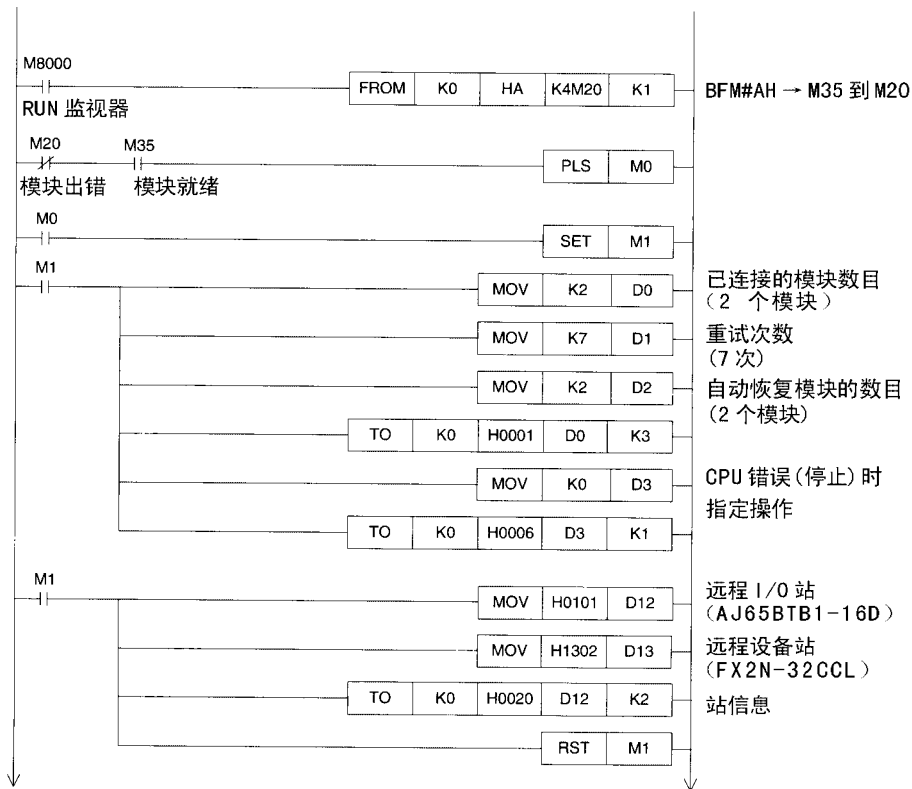 M8000
FROM K0 HA K4M20 K1
BFM#AH → M35 到 M20
RUN 监视器
M20 M35
PLS M0
模块出错 模块就绪
M0
SET M1
M1
MOV K2 D0
已连接的模块数目
（2 个模块）
MOV K7 D1
重试次数
(7 次)
MOV K2 D2
自动恢复模块的数目
(2 个模块)
TO K0 H0001 D0 K3
MOV K0 D3
CPU 错误(停止)时
指定操作
TO K0 H0006 D3 K1
M1
MOV H0101 D12
远程 I/O 站
（AJ65BTB1-16D）
MOV H1302 D13
远程设备站
（FX2N-32CCL）
TO K0 H0020 D12 K2
站信息
RST M1